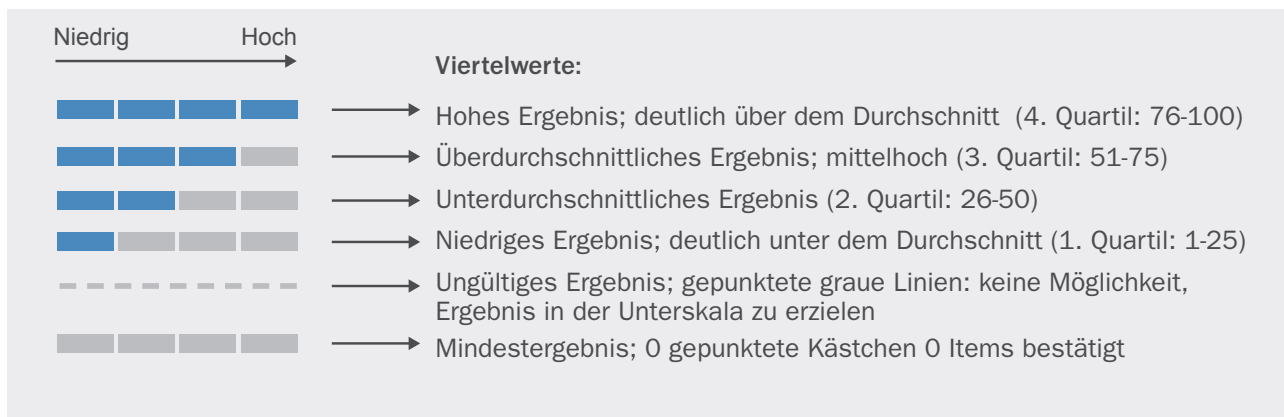 Niedrig Hoch
Viertelwerte:
Hohes Ergebnis; deutlich über dem Durchschnitt (4. Quartil: 76-100)
Überdurchschnittliches Ergebnis; mittelhoch (3. Quartil: 51-75)
Unterdurchschnittliches Ergebnis (2. Quartil: 26-50)
Niedriges Ergebnis; deutlich unter dem Durchschnitt (1. Quartil: 1-25)
Ungültiges Ergebnis; gepunktete graue Linien: keine Möglichkeit,
Ergebnis in der Unterskala zu erzielen
Mindestergebnis; 0 gepunktete Kästchen 0 Items bestätigt